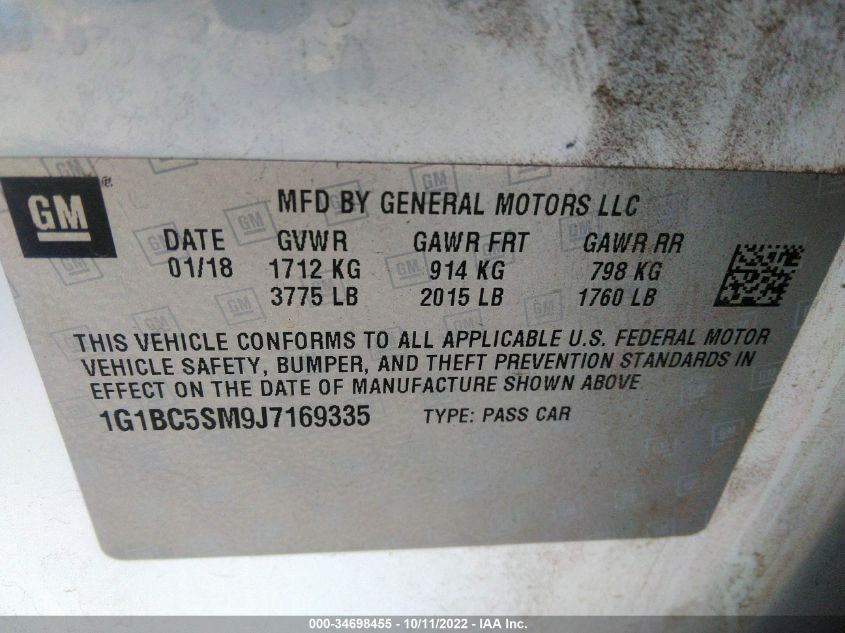 GM
MFD BY GENERAL MOTORS LLC
DATE GVWR GAWR FRT GAWR RR
01/18 1712 KG 914 KG 798 KG
3775 LB 2015 LB 1760 LB
THIS VEHICLE CONFORMS TO ALL APPLICABLE U.S. FEDERAL MOTOR
VEHICLE SAFETY, BUMPER, AND THEFT PREVENTION STANDARDS IN
EFFECT ON THE DATE OF MANUFACTURE SHOWN ABOVE
1G1BC5SM9J7169335 TYPE: PASS CAR
000-34698455 - 10/11/2022 - IAA Inc.